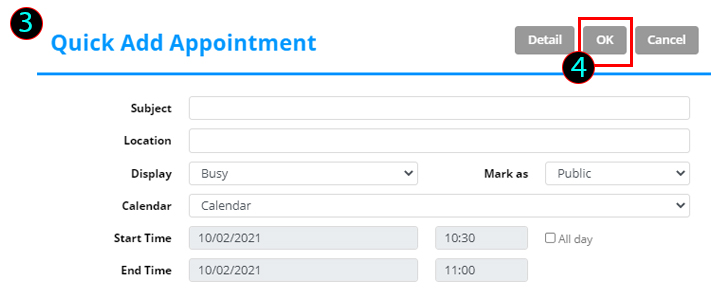 3
Quick Add Appointment Detail OK Cancel
4
Subject
Location
Display Busy Mark as Public
Calendar Calendar
Start Time 10/02/2021 10:30 All day
End Time 10/02/2021 11:00